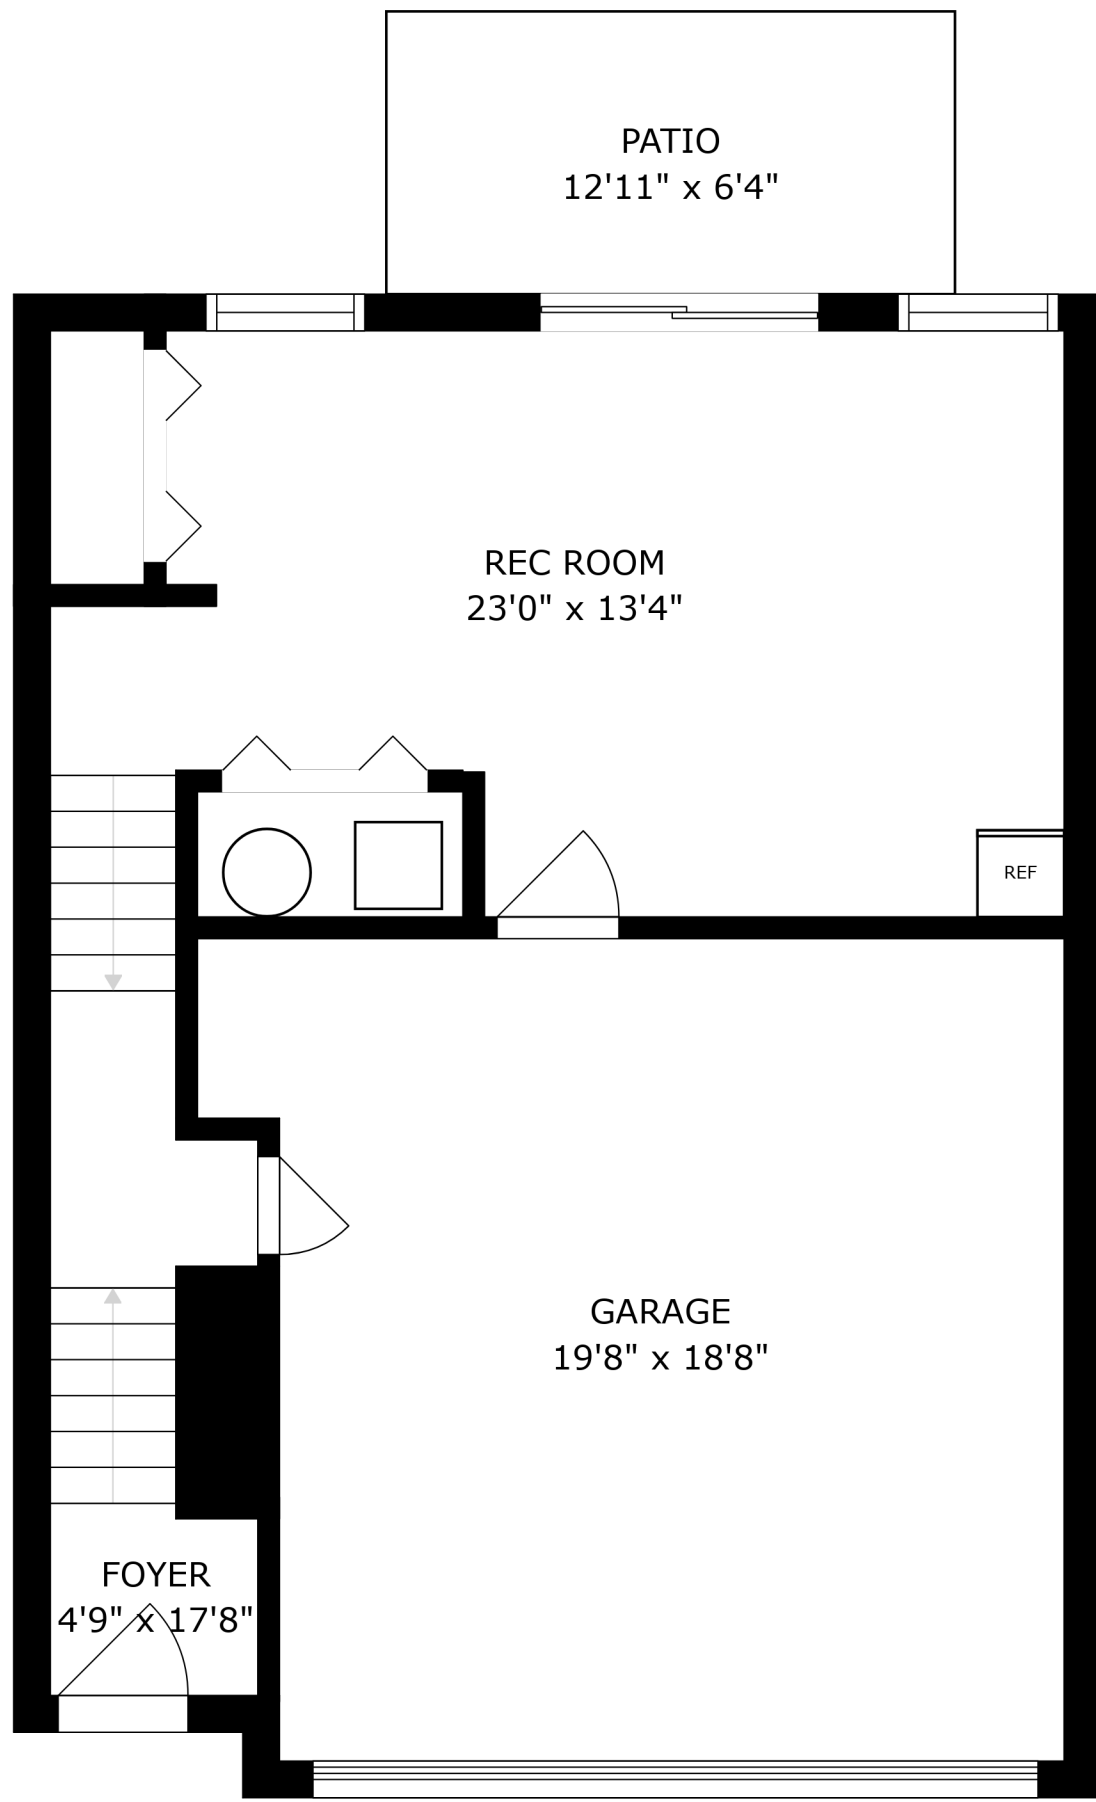 PATIO
12'11" x 6'4"
REC ROOM
23'0" x 13'4"
REF
GARAGE
19'8" x 18'8"
FOYER
4'9" x 17'8"